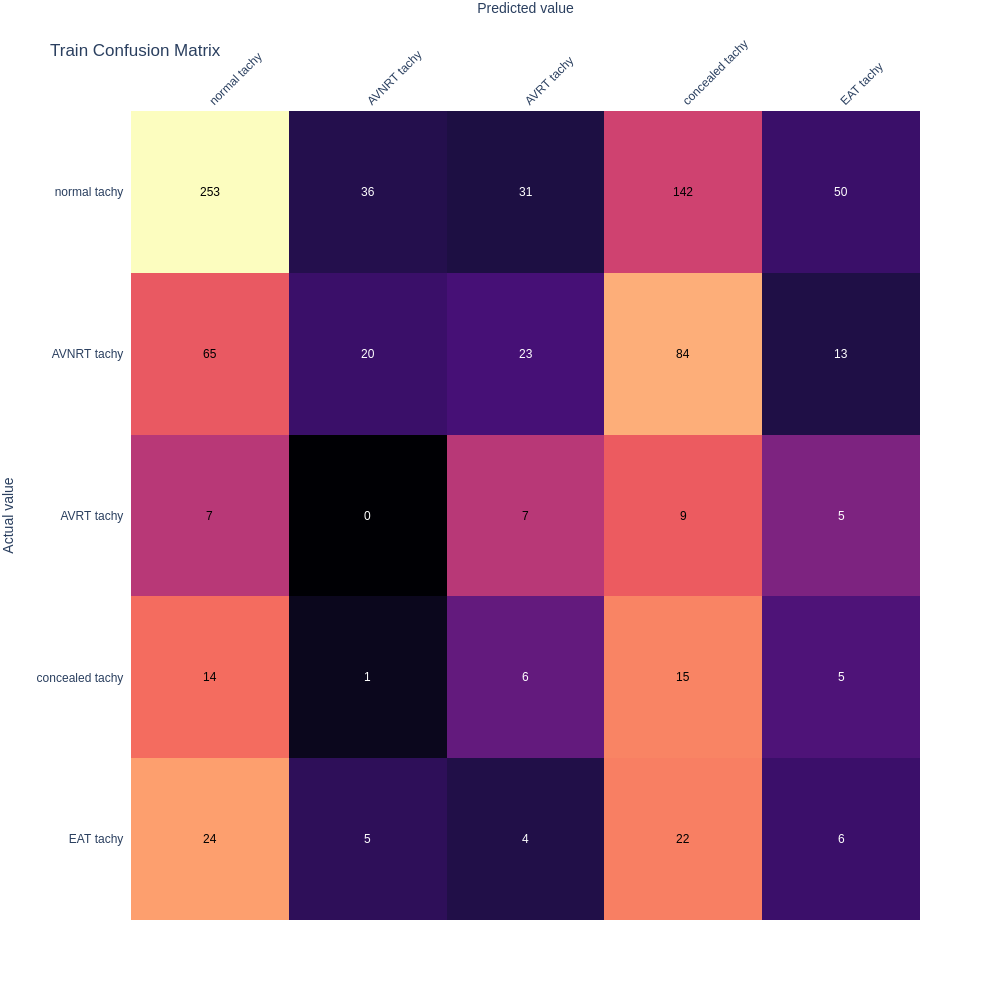 Predicted value
Train Confusion Matrix
normal tachy AVNRT tachy AVRT tachy concealed tachy EAT tachy
normal tachy 253 36 31 142 50
AVNRT tachy 65 20 23 84 13
Actual value
AVRT tachy 7 0 7 9 5
concealed tachy 14 1 6 15 5
EAT tachy 24 5 4 22 6